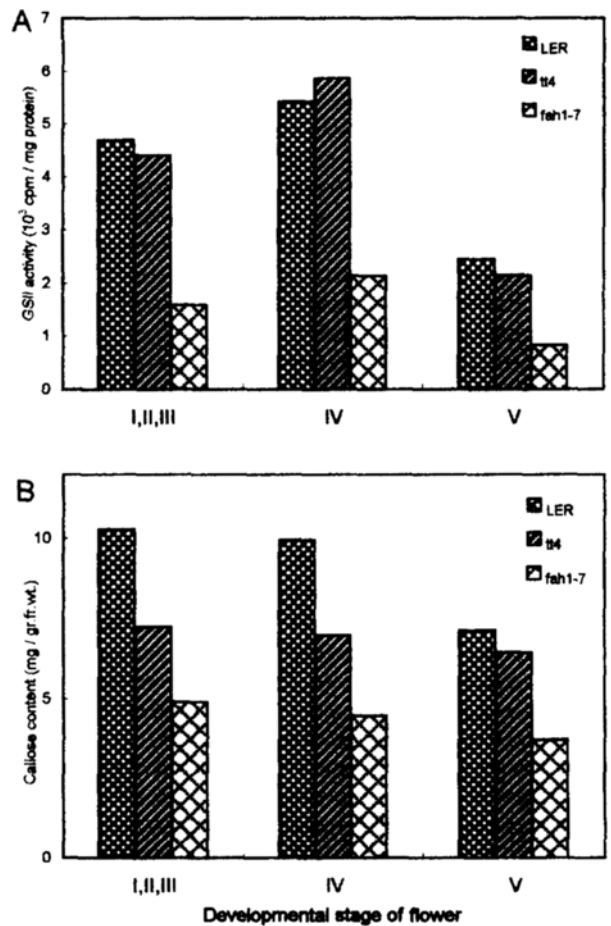 A
7
6
5
4
3
2
1
0
GSII activity (10³ cpm / mg protein)
LER
tt4
fah1-7
I,II,III
IV
V
B
10
5
0
Callose content (mg / gr.fr.wt.)
LER
tt4
fah1-7
I,II,III
IV
V
Developmental stage of flower